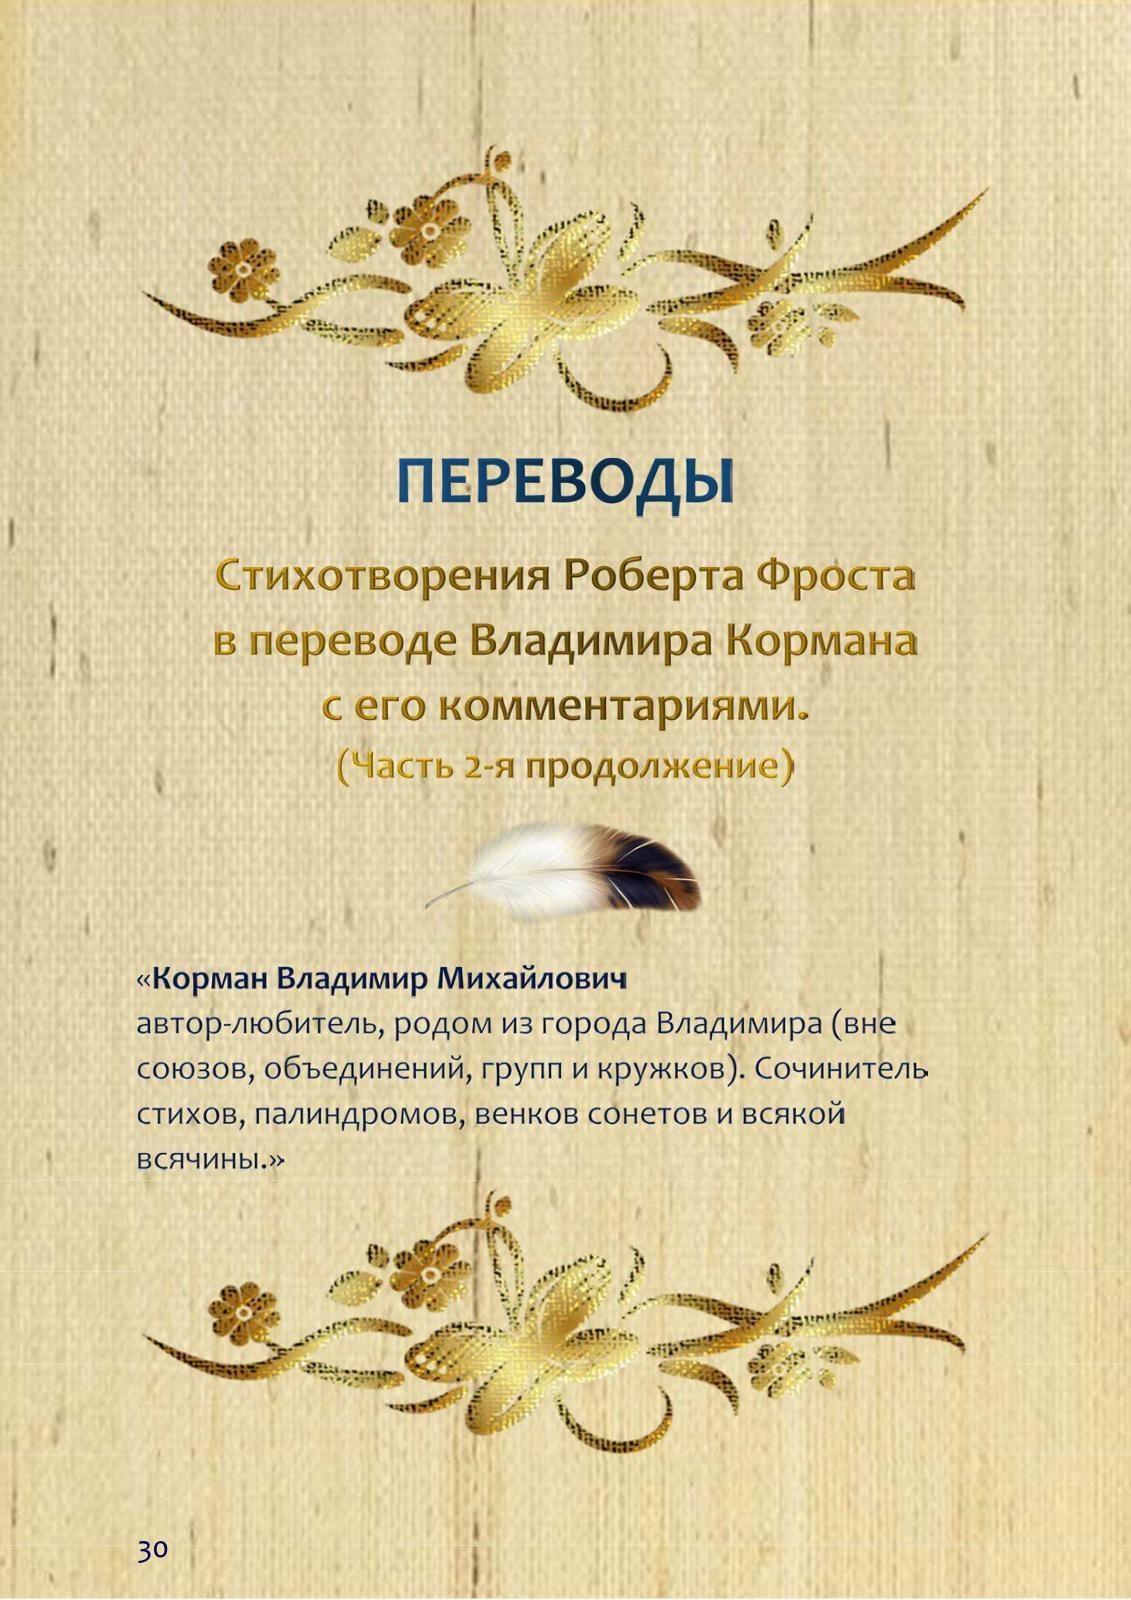 ПЕРЕВОДЫ
Стихотворения Роберта Фроста
в переводе Владимира Кормана
с его комментариями.
(Часть 2-я продолжение)
«Корман Владимир Михайлович
автор-любитель, родом из города Владимира (вне
союзов, объединений, групп и кружков). Сочинитель
стихов, палиндромов, венков сонетов и всякой
всячины.»
30